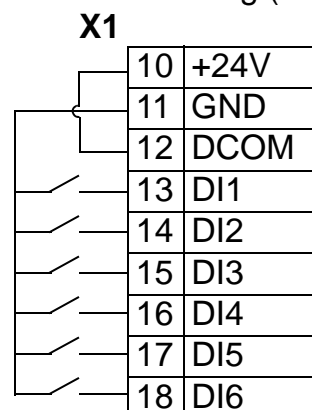 X1
10 +24V
11 GND
12 DCOM
13 DI1
14 DI2
15 DI3
16 DI4
17 DI5
18 DI6